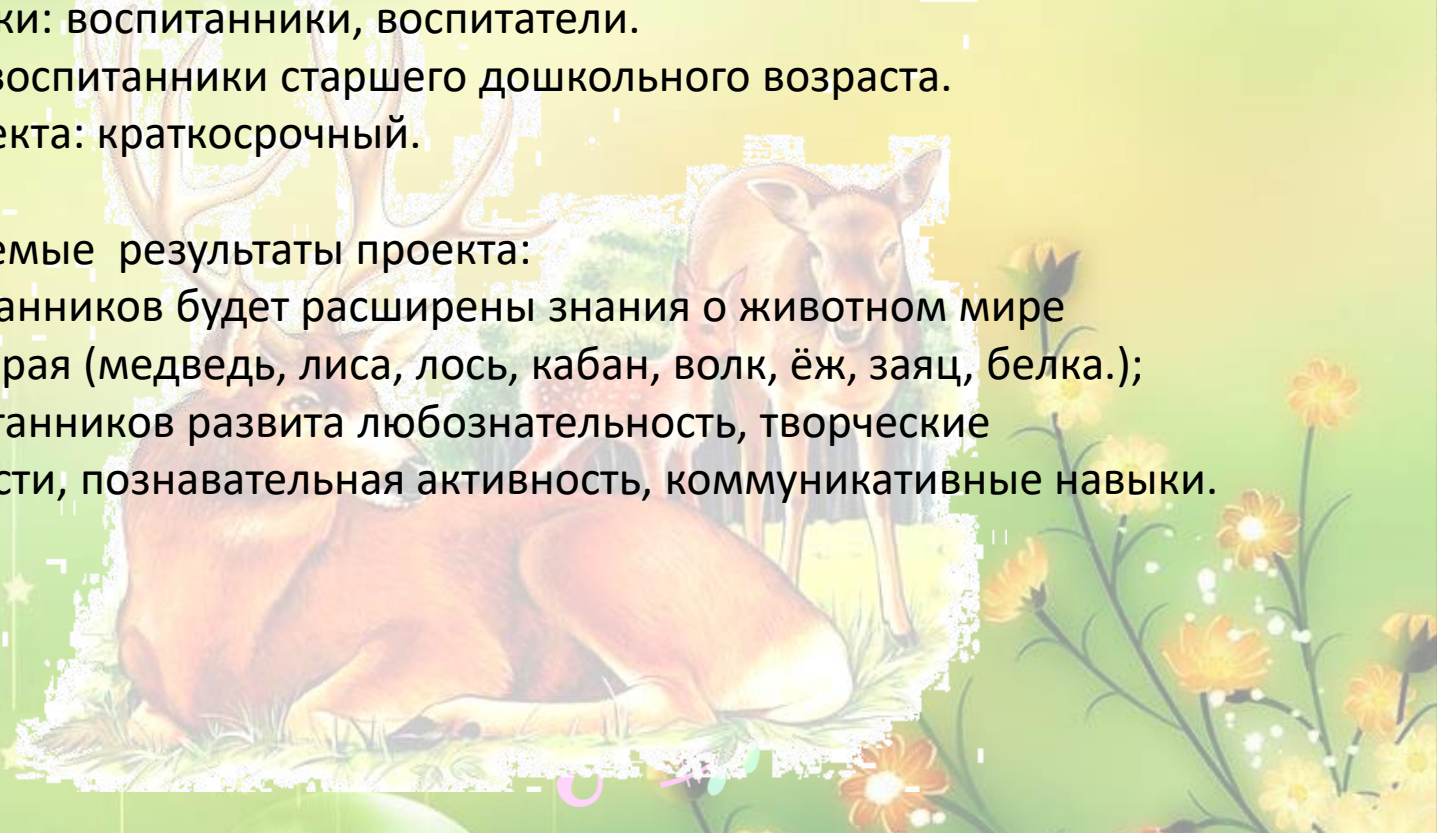 ки: воспитанники, воспитатели.
воспитанники старшего дошкольного возраста.
екта: краткосрочный.
емые результаты проекта:
анников будет расширены знания о животном мире
рая (медведь, лиса, лось, кабан, волк, ёж, заяц, белка.);
танников развита любознательность, творческие
сти, познавательная активность, коммуникативные навыки.